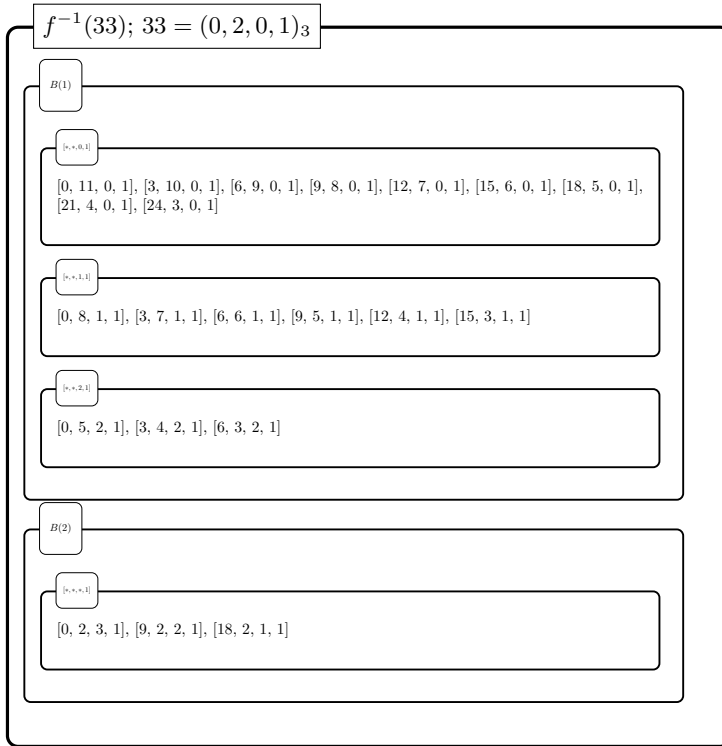 f⁻¹(33); 33 = (0, 2, 0, 1)₃
B(1)
[*,*,0,1]
[0, 11, 0, 1], [3, 10, 0, 1], [6, 9, 0, 1], [9, 8, 0, 1], [12, 7, 0, 1], [15, 6, 0, 1], [18, 5, 0, 1],
[21, 4, 0, 1], [24, 3, 0, 1]
[*,*,1,1]
[0, 8, 1, 1], [3, 7, 1, 1], [6, 6, 1, 1], [9, 5, 1, 1], [12, 4, 1, 1], [15, 3, 1, 1]
[*,*,2,1]
[0, 5, 2, 1], [3, 4, 2, 1], [6, 3, 2, 1]
B(2)
[*,*,*,1]
[0, 2, 3, 1], [9, 2, 2, 1], [18, 2, 1, 1]